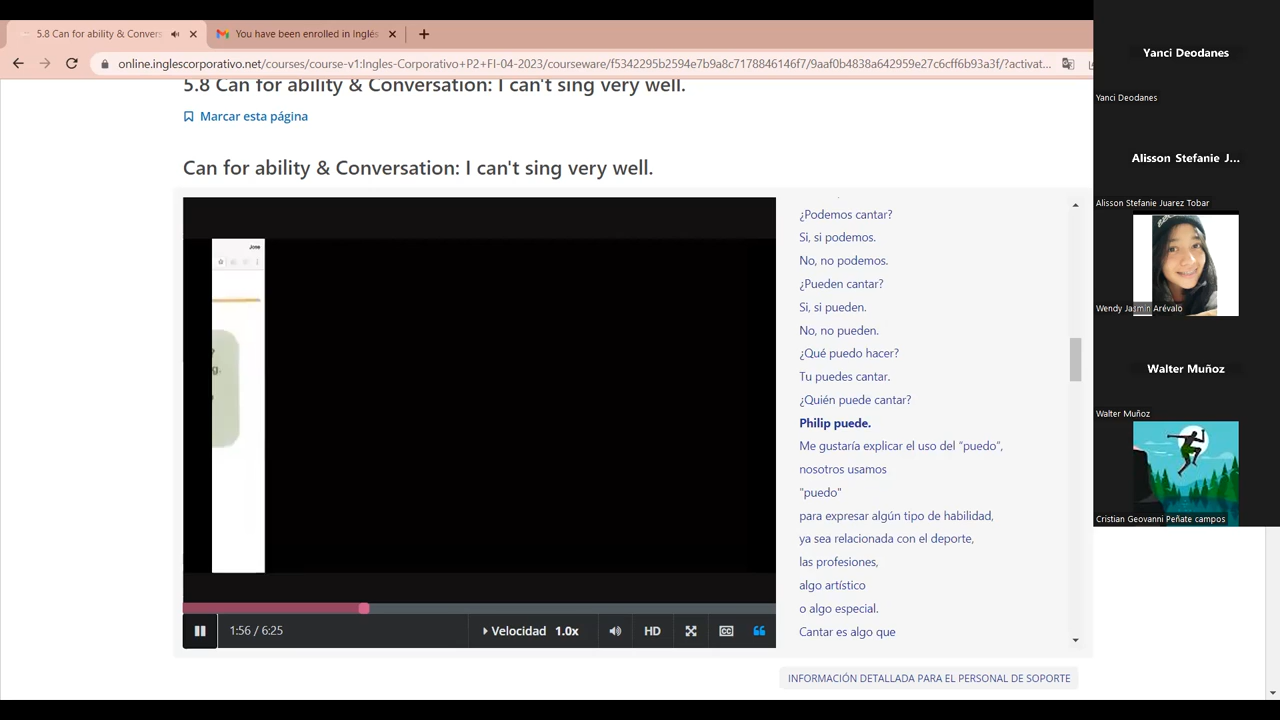 5.8 Can for ability & Convers
You have been enrolled in Inglés
online.inglescorporativo.net/courses/course-v1:Ingles-Corporativo+P2+FI-04-2023/courseware/f5342295b2594e7b9a8c7178846146f7/9aaf0b4838a642959e27c6cff6b93a3f/?activat...
5.8 Can for ability & Conversation: I can't sing very well.
Marcar esta página
Can for ability & Conversation: I can't sing very well.
Jose
g.
¿Podemos cantar?
Si, si podemos.
No, no podemos.
¿Pueden cantar?
Si, si pueden.
No, no pueden.
¿Qué puedo hacer?
Tu puedes cantar.
¿Quién puede cantar?
Philip puede.
Me gustaría explicar el uso del “puedo”,
nosotros usamos
"puedo"
para expresar algún tipo de habilidad,
ya sea relacionada con el deporte,
las profesiones,
algo artístico
o algo especial.
Cantar es algo que
1:56 / 6:25
Velocidad 1.0x
HD
CC
INFORMACIÓN DETALLADA PARA EL PERSONAL DE SOPORTE
Yanci Deodanes
Yanci Deodanes
Alisson Stefanie J...
Alisson Stefanie Juarez Tobar
Wendy Jasmin Arévalo
Walter Muñoz
Walter Muñoz
Cristian Geovanni Peñate campos